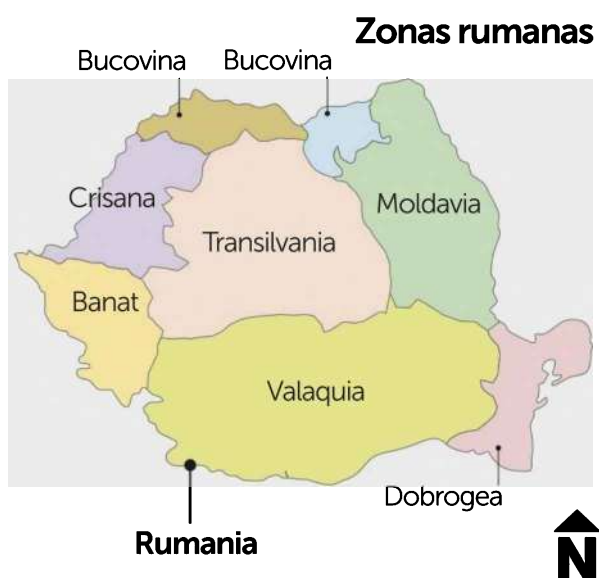 Zonas rumanas
Bucovina
Bucovina
Crisana
Moldavia
Transilvania
Banat
Valaquia
Dobrogea
Rumania
N